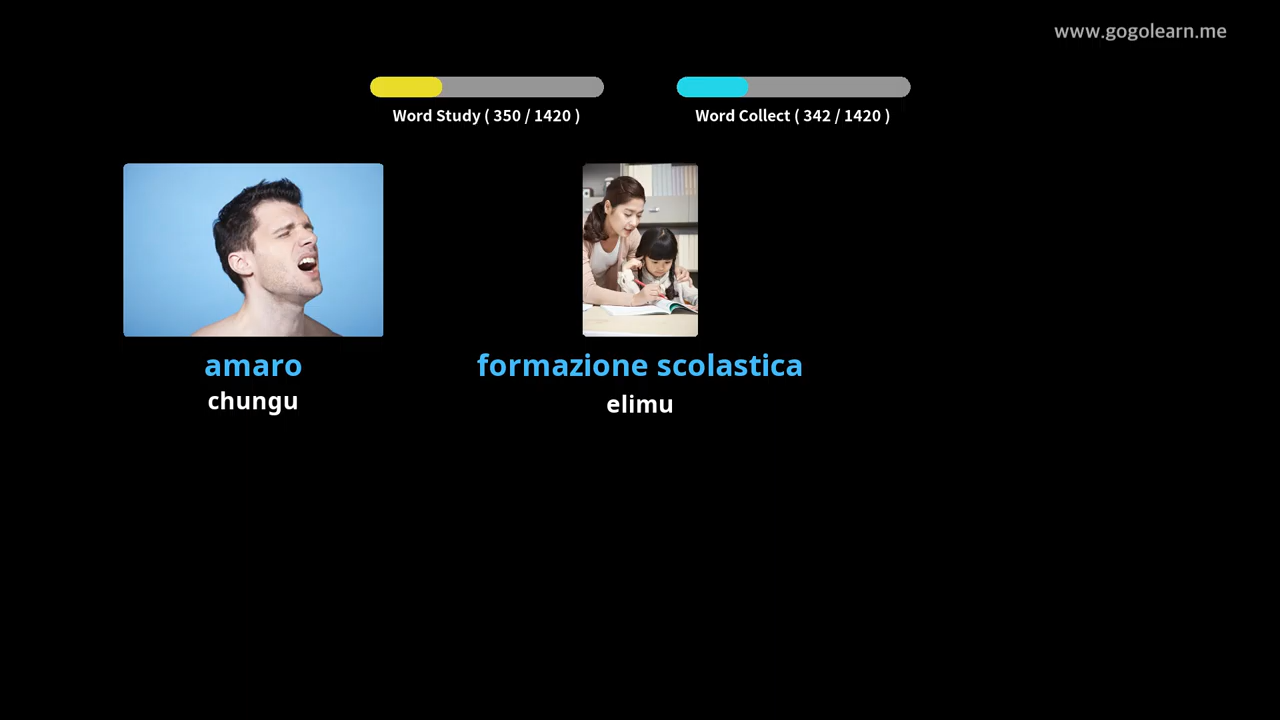 www.gogolearn.me
Word Study ( 350 / 1420 )
Word Collect ( 342 / 1420 )
amaro
chungu
formazione scolastica
elimu